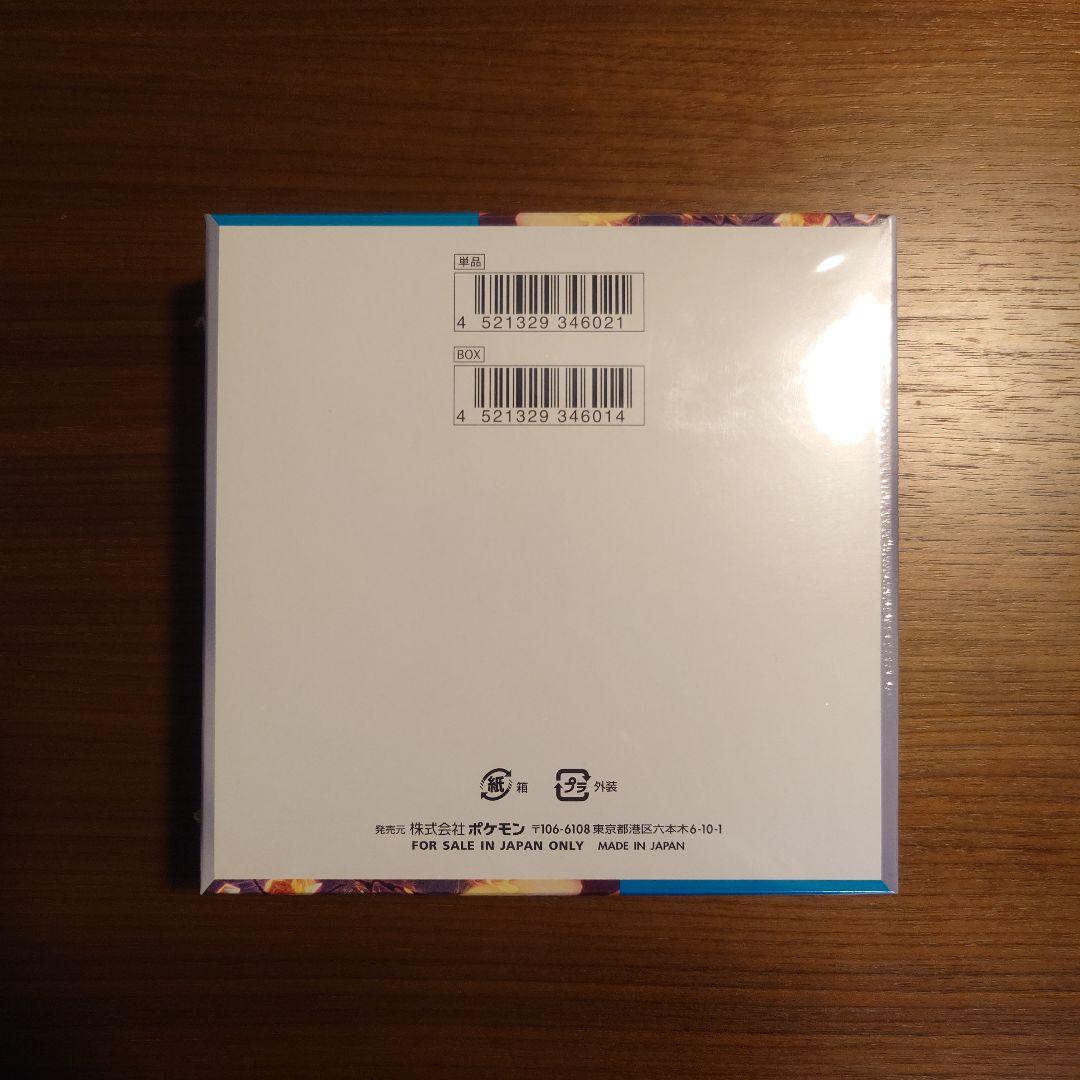 単品
4 521329 346021
BOX
4 521329 346014
紙 箱 プラ 外装
発売元 株式会社ポケモン 〒106-6108 東京都港区六本木6-10-1
FOR SALE IN JAPAN ONLY MADE IN JAPAN